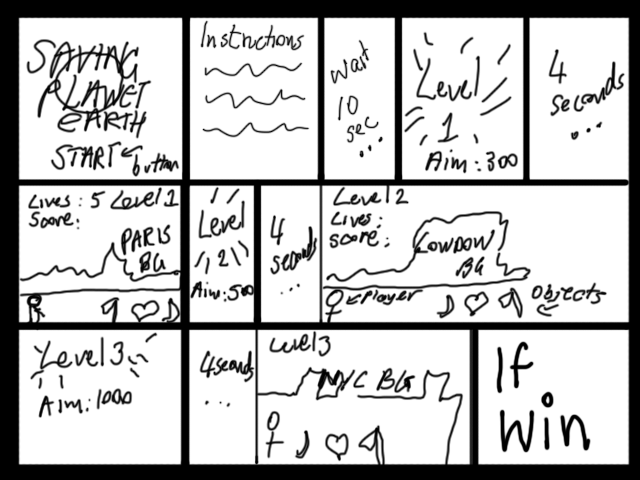 SAVING
PLANET
EARTH
START button
Instructions
Wait
10
sec
...
Level
1
Aim: 300
4
seconds
...
Lives: 5 Level 1
Score:
PARIS
BG
Level
2
Aim: 500
4
seconds
...
Level 2
Lives:
Score:
LONDON
BG
Player
Objects
Level 3
Aim: 1000
4 seconds
...
Level 3
NYC BG
If
win